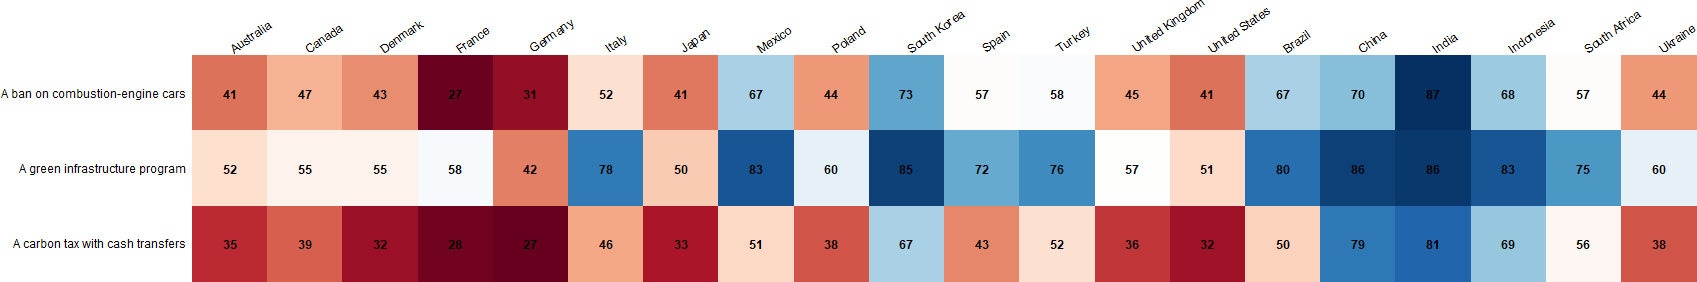 Australia Canada Denmark France Germany Italy Japan Mexico Poland South Korea Spain Turkey United Kingdom United States Brazil China India Indonesia South Africa Ukraine
A ban on combustion-engine cars 41 47 43 27 31 52 41 67 44 73 57 58 45 41 67 70 87 68 57 44
A green infrastructure program 52 55 55 58 42 78 50 83 60 85 72 76 57 51 80 86 86 83 75 60
A carbon tax with cash transfers 35 39 32 28 27 46 33 51 38 67 43 52 36 32 50 79 81 69 56 38